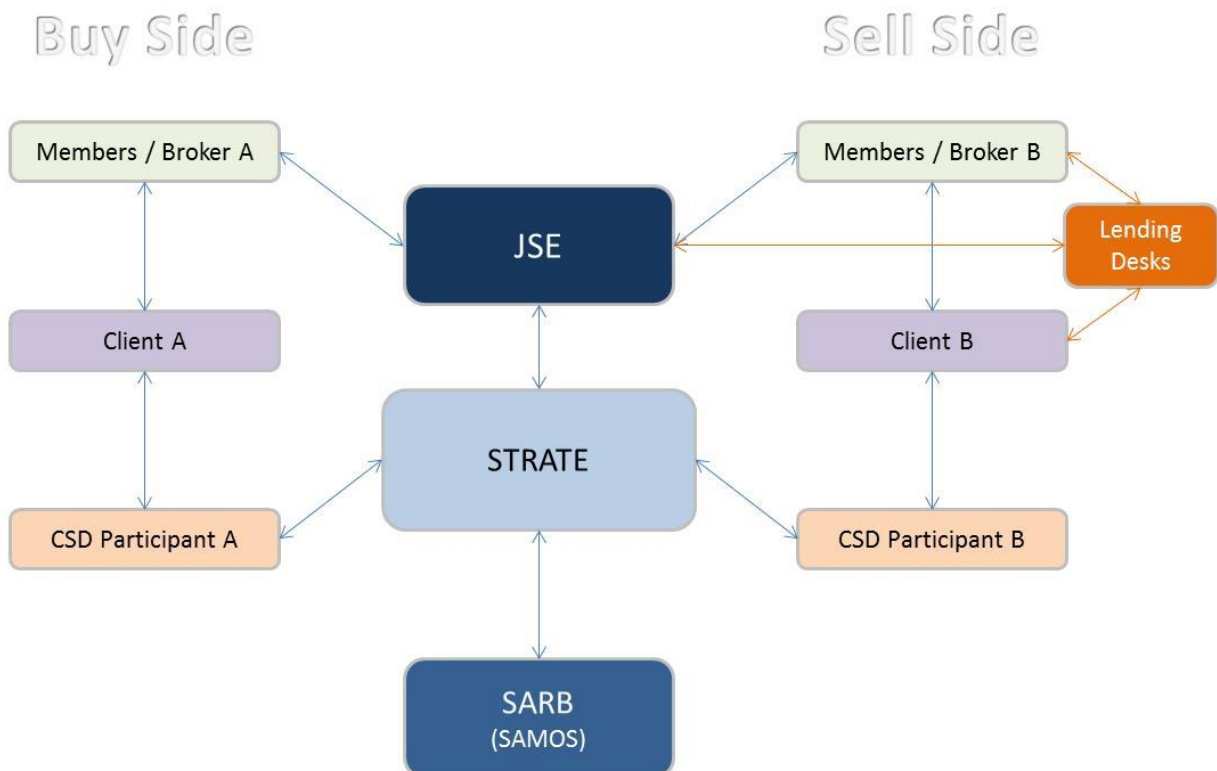 Buy Side
Sell Side
Members / Broker A
Members / Broker B
JSE
Lending
Desks
Client A
Client B
STRATE
CSD Participant A
CSD Participant B
SARB
(SAMOS)